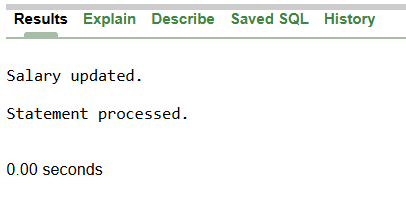 Results Explain Describe Saved SQL History
Salary updated.
Statement processed.
0.00 seconds